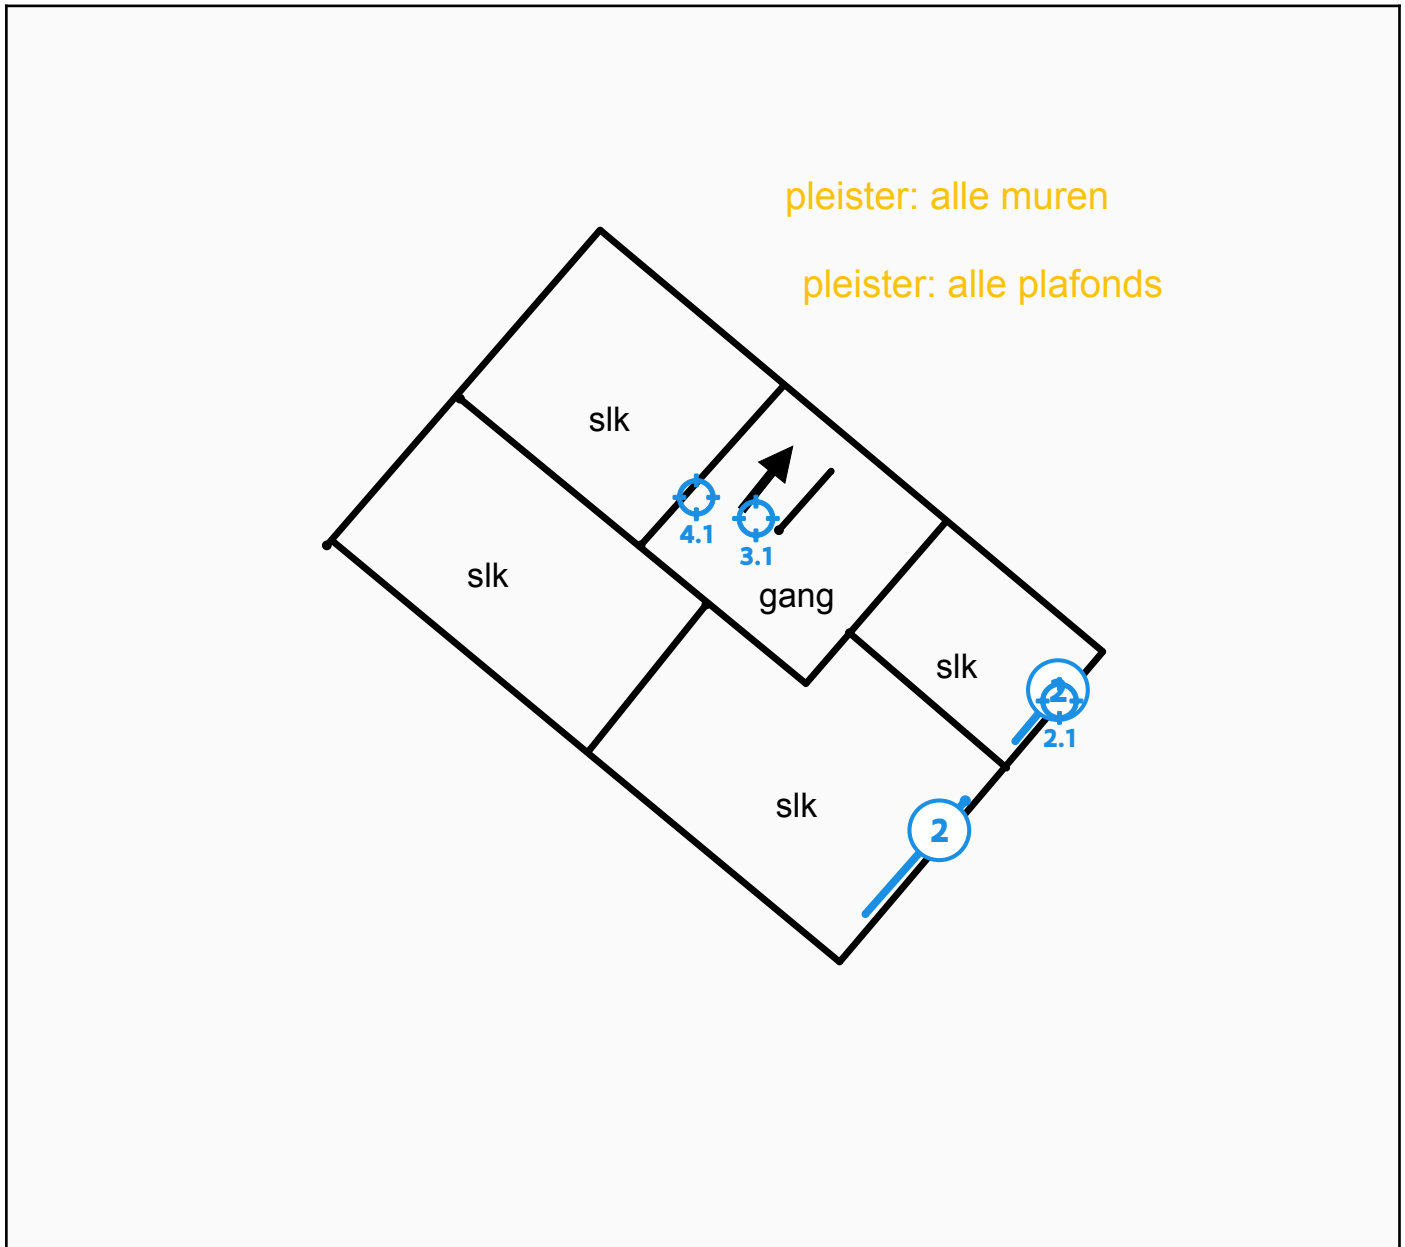 pleister: alle muren
pleister: alle plafonds
slk
4.1
3.1
slk
gang
slk
2
2.1
slk
2